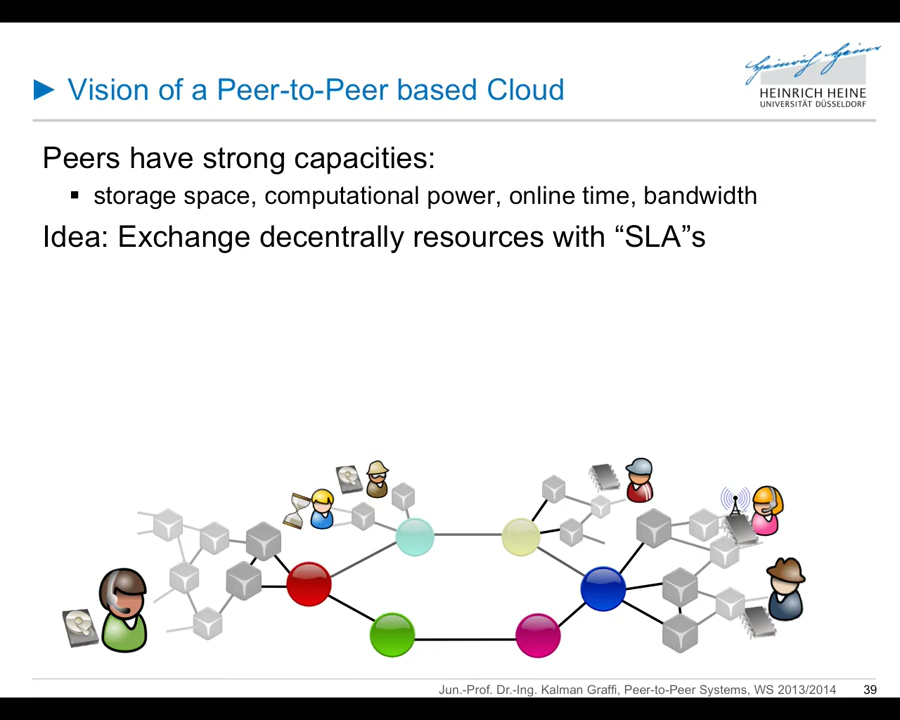 Heinrich Heine
HEINRICH HEINE
UNIVERSITÄT DÜSSELDORF
► Vision of a Peer-to-Peer based Cloud
Peers have strong capacities:
▪ storage space, computational power, online time, bandwidth
Idea: Exchange decentrally resources with “SLA”s
Jun.-Prof. Dr.-Ing. Kalman Graffi, Peer-to-Peer Systems, WS 2013/2014 39